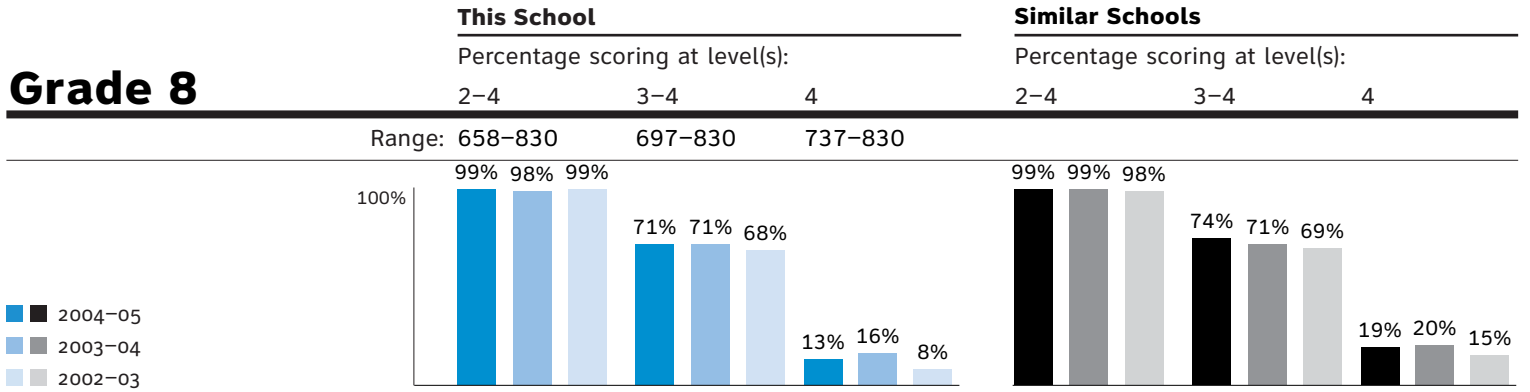 This School Similar Schools
Percentage scoring at level(s): Percentage scoring at level(s):
Grade 8 2–4 3–4 4 2–4 3–4 4
Range: 658–830 697–830 737–830
99% 98% 99% 99% 99% 98%
100%
71% 71% 68% 74% 71% 69%
13% 16% 8% 19% 20% 15%
2004–05
2003–04
2002–03